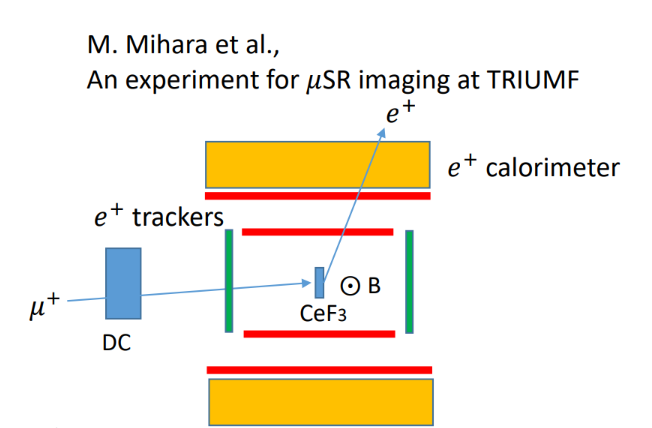 M. Mihara et al.,
An experiment for μSR imaging at TRIUMF
e⁺
e⁺ calorimeter
e⁺ trackers
μ⁺
⊙ B
CeF₃
DC